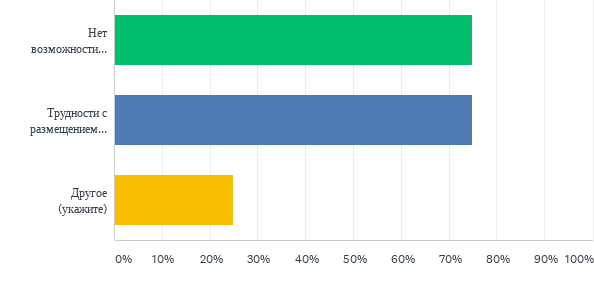 Нет
возможности...
Трудности с
размещением...
Другое
(укажите)
0% 10% 20% 30% 40% 50% 60% 70% 80% 90% 100%